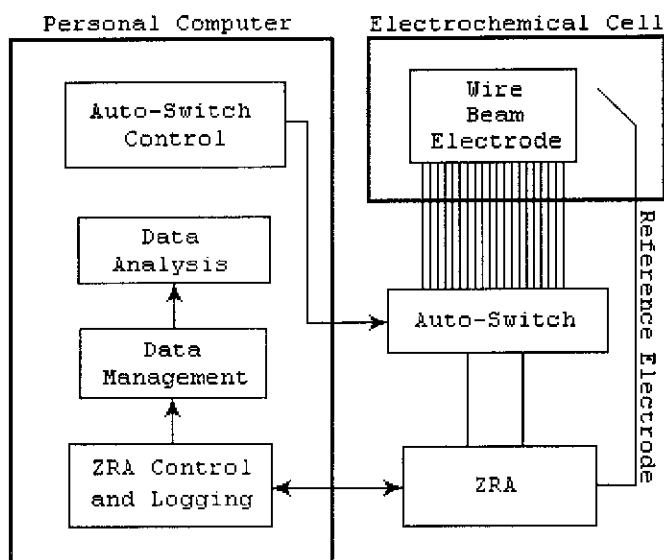 Personal Computer
Electrochemical Cell
Auto-Switch
Control
Wire
Beam
Electrode
Data
Analysis
Reference Electrode
Auto-Switch
Data
Management
ZRA Control
and Logging
ZRA